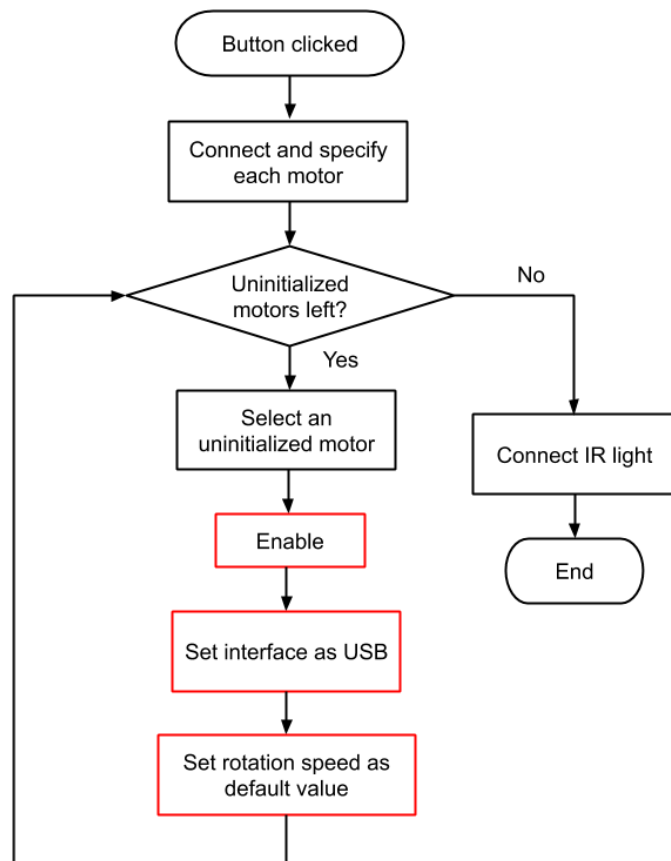 Button clicked
Connect and specify
each motor
Uninitialized
motors left?
No
Yes
Select an
uninitialized motor
Connect IR light
Enable
End
Set interface as USB
Set rotation speed as
default value